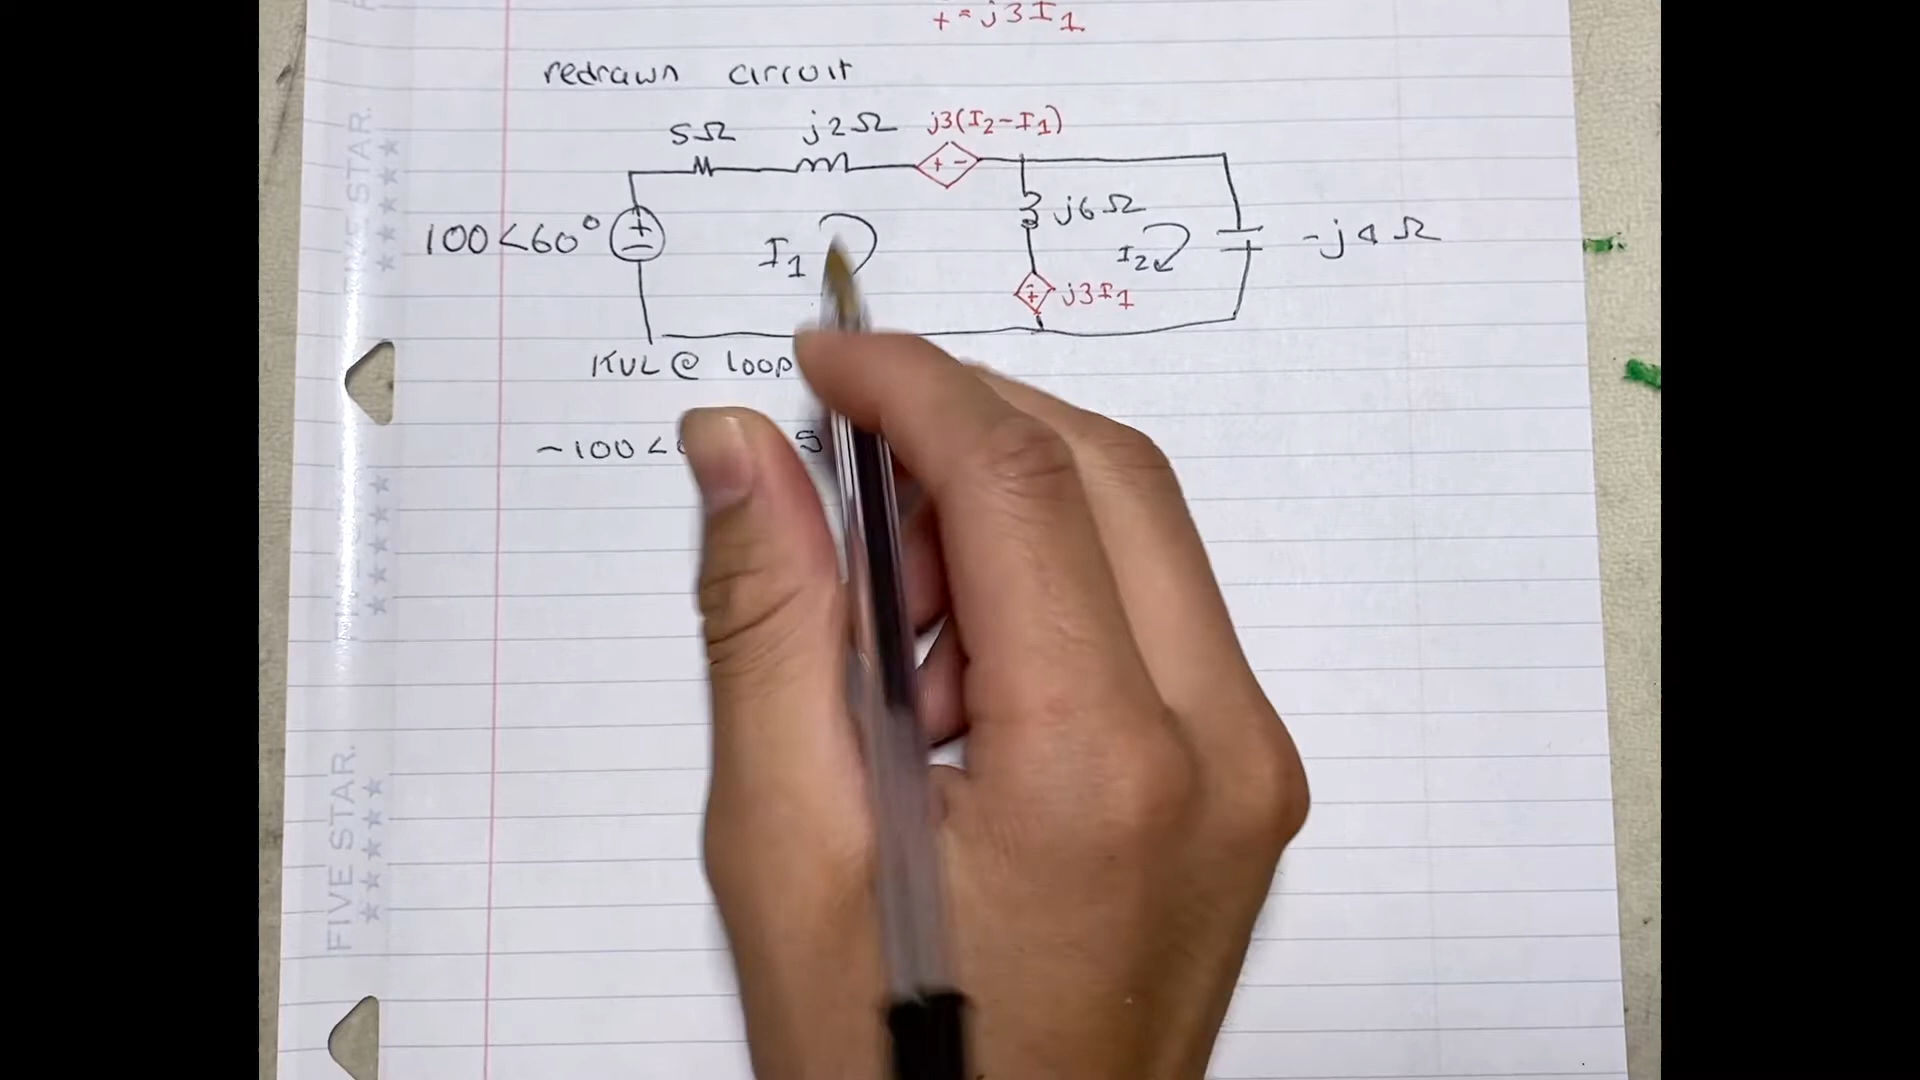 + = j3I1
redrawn circuit
5Ω j2Ω j3(I2-I1)
+ -
100<60° + -
I1
j6Ω
I2
-j4Ω
j3I1
KVL @ loop
-100<
5
FIVE STAR.
FIVE STAR.